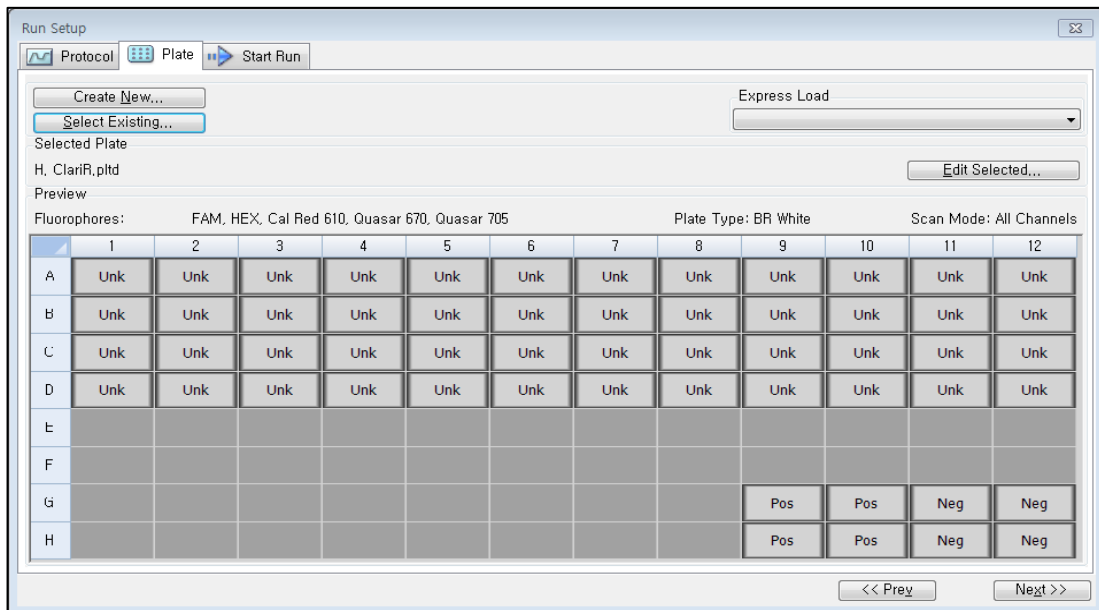 Run Setup
Protocol Plate Start Run
Create New...
Express Load
Select Existing...
Selected Plate
H. ClariR.pltd Edit Selected...
Preview
Fluorophores: FAM, HEX, Cal Red 610, Quasar 670, Quasar 705 Plate Type: BR White Scan Mode: All Channels
1 2 3 4 5 6 7 8 9 10 11 12
A Unk Unk Unk Unk Unk Unk Unk Unk Unk Unk Unk Unk
B Unk Unk Unk Unk Unk Unk Unk Unk Unk Unk Unk Unk
C Unk Unk Unk Unk Unk Unk Unk Unk Unk Unk Unk Unk
D Unk Unk Unk Unk Unk Unk Unk Unk Unk Unk Unk Unk
E
F
G Pos Pos Neg Neg
H Pos Pos Neg Neg
<< Prev Next >>